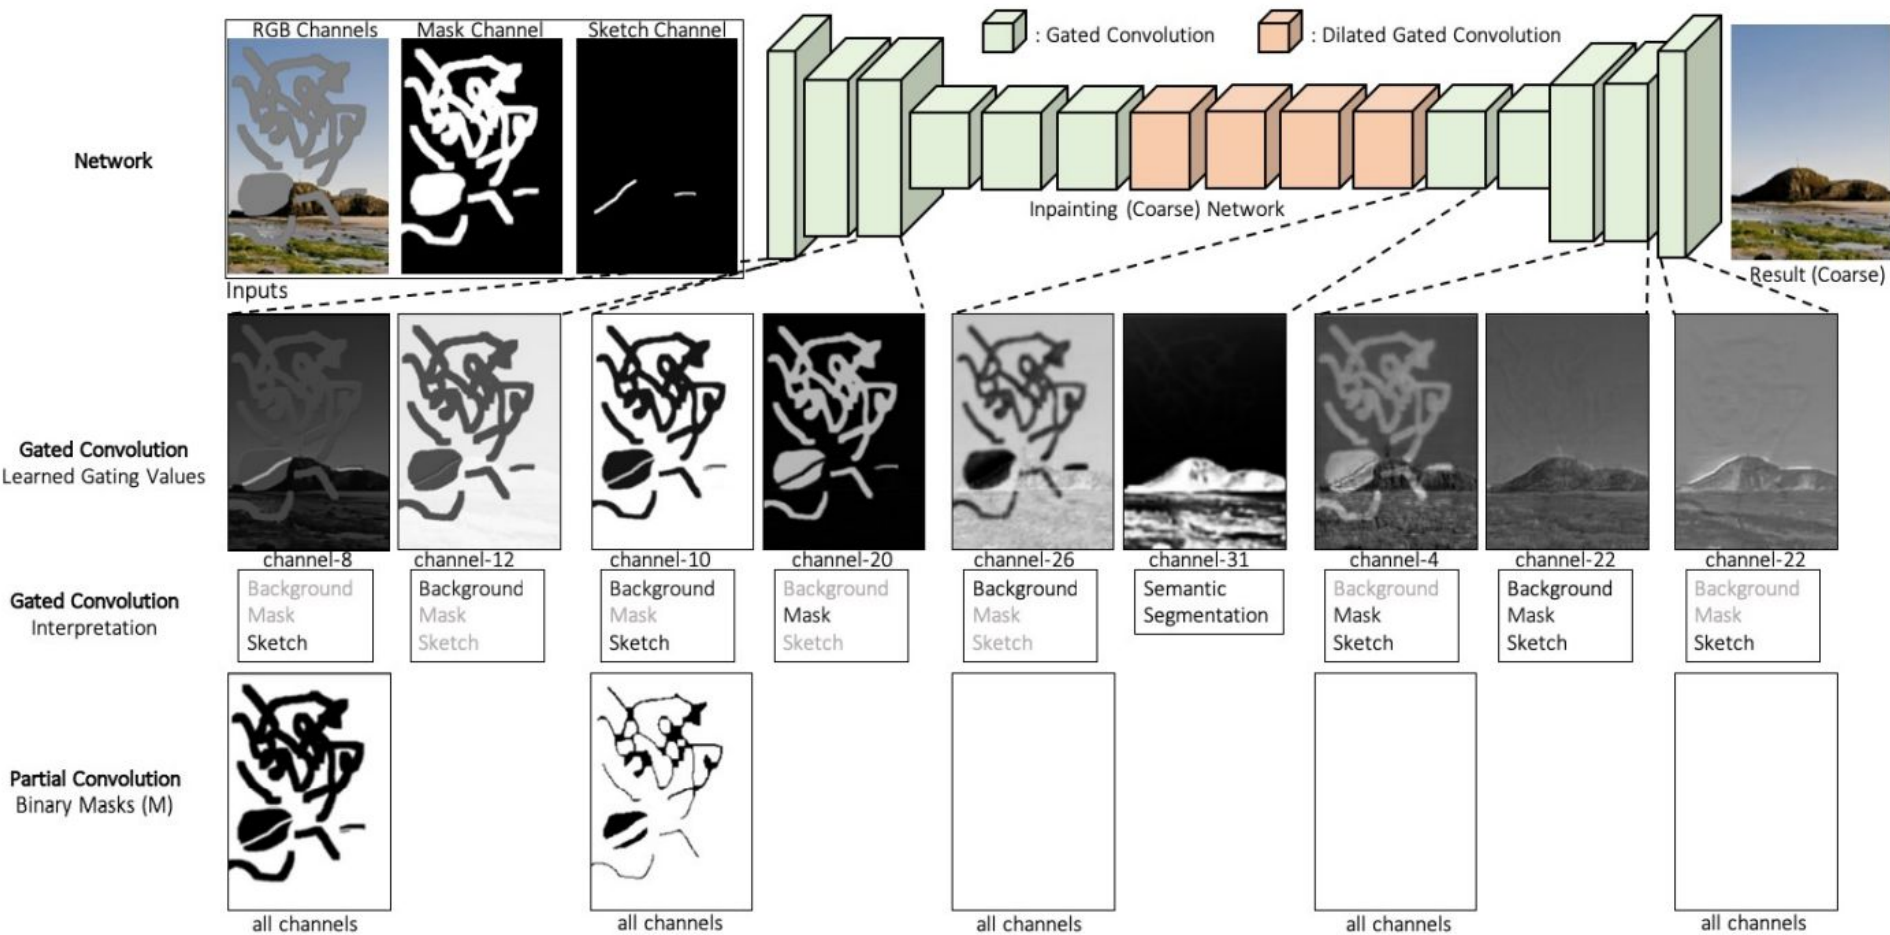 RGB Channels
Mask Channel
Sketch Channel
: Gated Convolution
: Dilated Gated Convolution
Network
Inpainting (Coarse) Network
Result (Coarse)
Inputs
Gated Convolution
Learned Gating Values
channel-8
channel-12
channel-10
channel-20
channel-26
channel-31
channel-4
channel-22
channel-22
Gated Convolution
Interpretation
Background
Mask
Sketch
Background
Mask
Sketch
Background
Mask
Sketch
Background
Mask
Sketch
Background
Mask
Sketch
Semantic
Segmentation
Background
Mask
Sketch
Background
Mask
Sketch
Background
Mask
Sketch
Partial Convolution
Binary Masks (M)
all channels
all channels
all channels
all channels
all channels